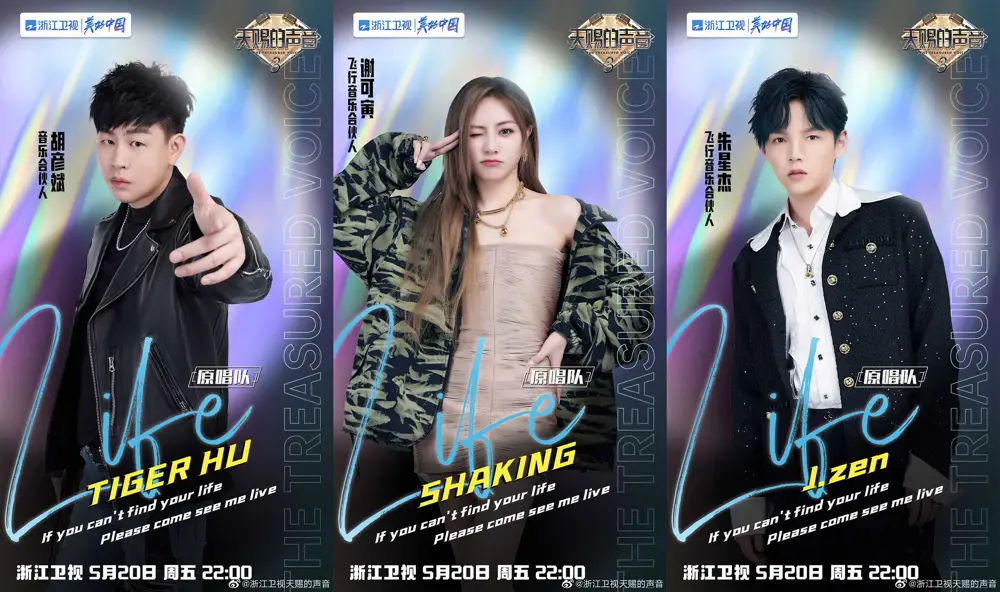 浙江卫视 美好中国
天赐的声音
3
音乐合伙人
胡彦斌
THE TREASURED VOICE
原唱队
Life
TIGER HU
If you can't find your life
Please come see me live
浙江卫视 5月20日 周五 22:00
浙江卫视 美好中国
天赐的声音
3
飞行音乐合伙人
谢可寅
THE TREASURED VOICE
原唱队
Life
SHAKING
If you can't find your life
Please come see me live
浙江卫视 5月20日 周五 22:00
@浙江卫视天赐的声音
浙江卫视 美好中国
天赐的声音
3
飞行音乐合伙人
朱星杰
THE TREASURED VOICE
原唱队
Life
J.zen
If you can't find your life
Please come see me live
浙江卫视 5月20日 周五 22:00
@浙江卫视天赐的声音
@浙江卫视天赐的声音